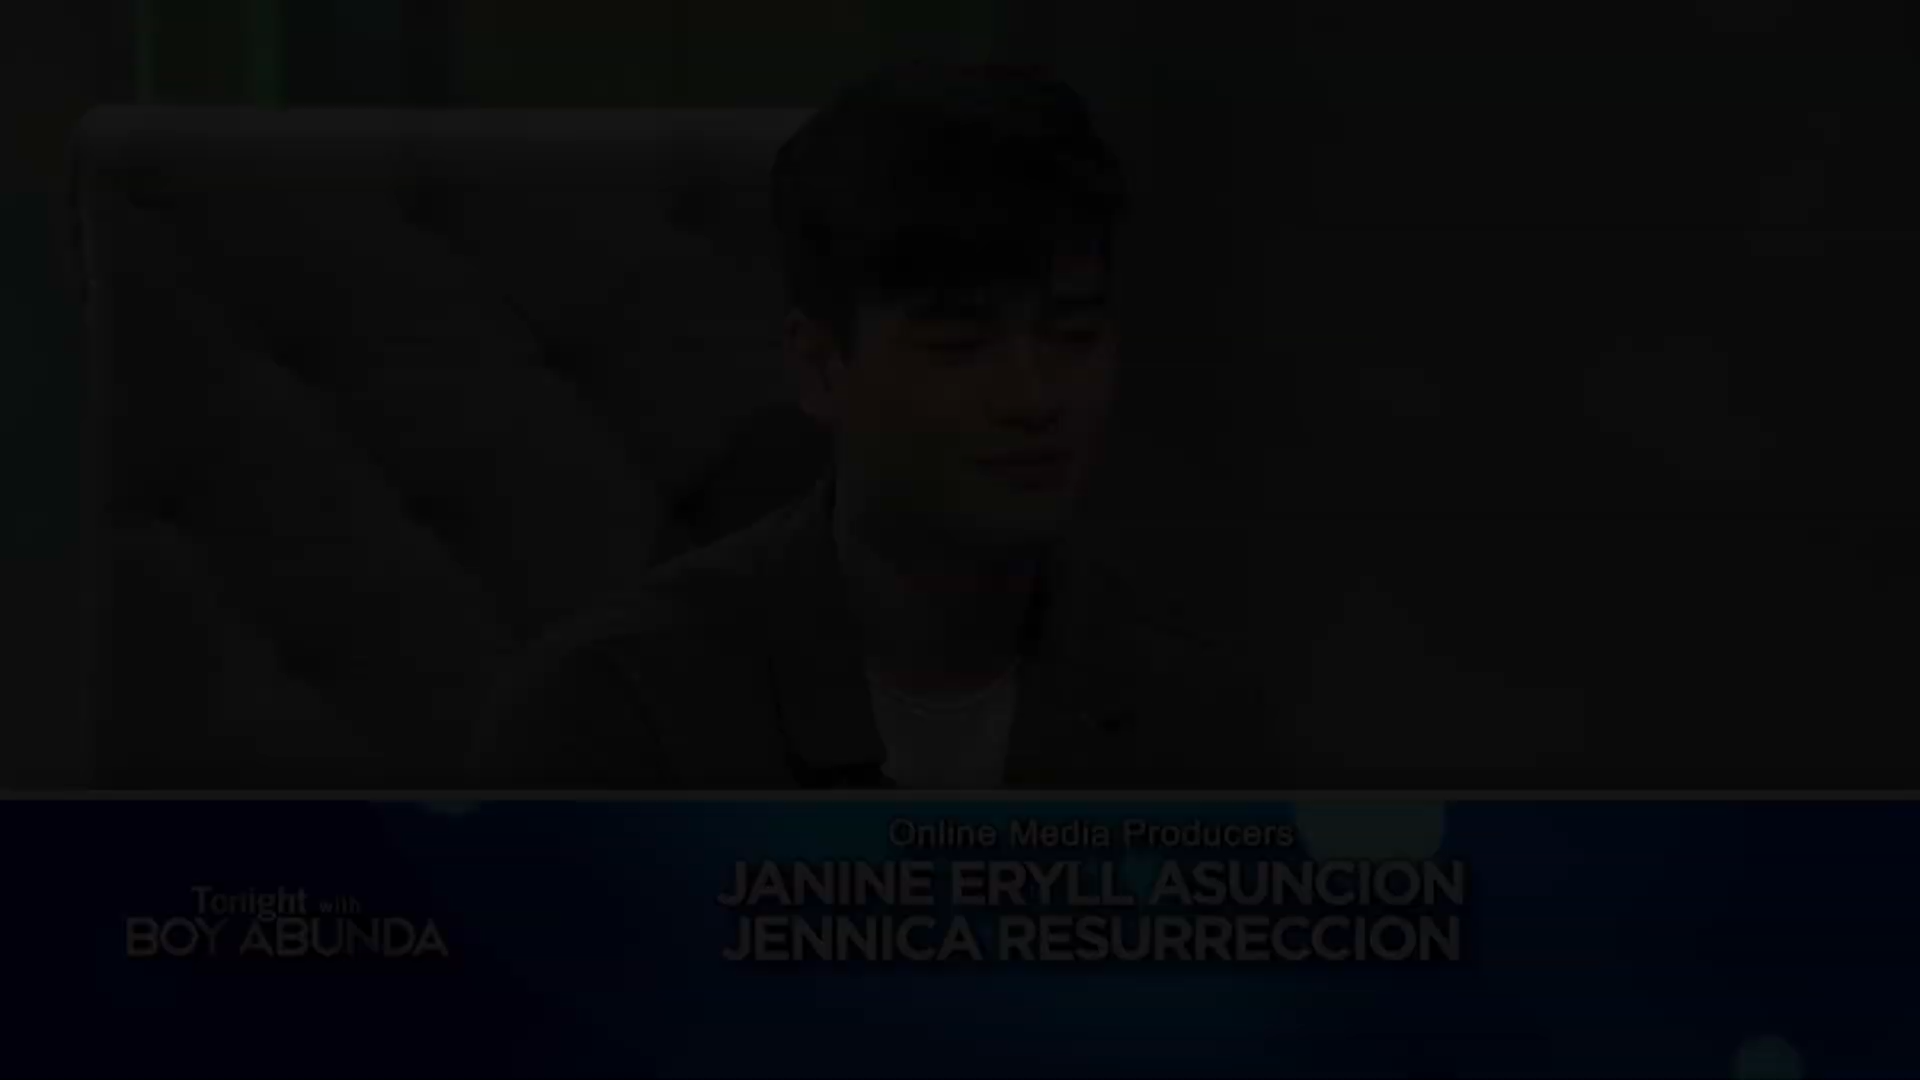 Online Media Producers
JANINE ERYLL ASUNCION
JENNICA RESURRECCION
Tonight with
BOY ABUNDA